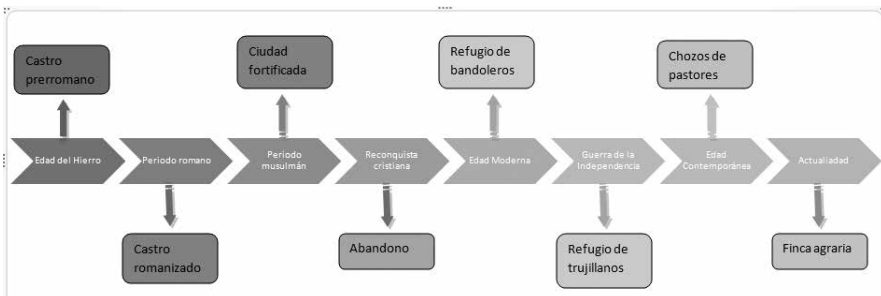 Castro
prerromano
Ciudad
fortificada
Refugio de
bandoleros
Chozos de
pastores
Edad del Hierro
Periodo romano
Periodo
musulmán
Reconquista
cristiana
Edad Moderna
Guerra de la
Independencia
Edad
Contemporánea
Actualiadad
Castro
romanizado
Abandono
Refugio de
trujillanos
Finca agraria